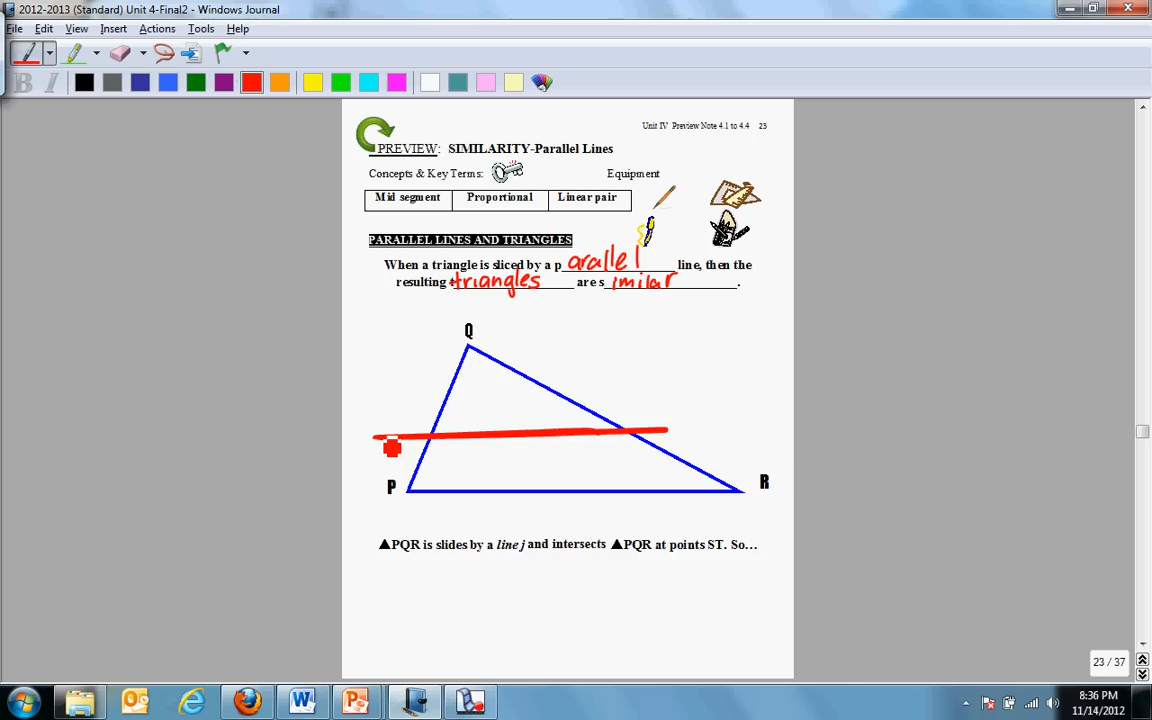 2012-2013 (Standard) Unit 4-Final2 - Windows Journal
File Edit View Insert Actions Tools Help
B I
Unit IV Preview Note 4.1 to 4.4 23
PREVIEW: SIMILARITY-Parallel Lines
Concepts & Key Terms: Equipment
Mid segment Proportional Linear pair
PARALLEL LINES AND TRIANGLES
When a triangle is sliced by a parallel line, then the
resulting triangles are similar.
Q
P R
▲PQR is slides by a line j and intersects ▲PQR at points ST. So…
23 / 37
8:36 PM
11/14/2012